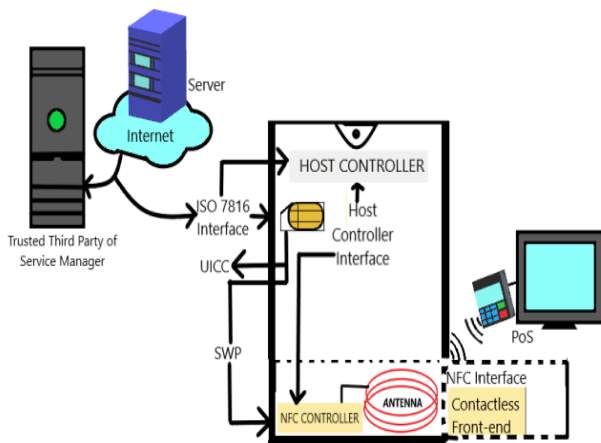 Server
Internet
Trusted Third Party of
Service Manager
HOST CONTROLLER
ISO 7816
Interface
Host
Controller
Interface
UICC
SWP
PoS
NFC CONTROLLER
ANTENNA
NFC Interface
Contactless
Front-end